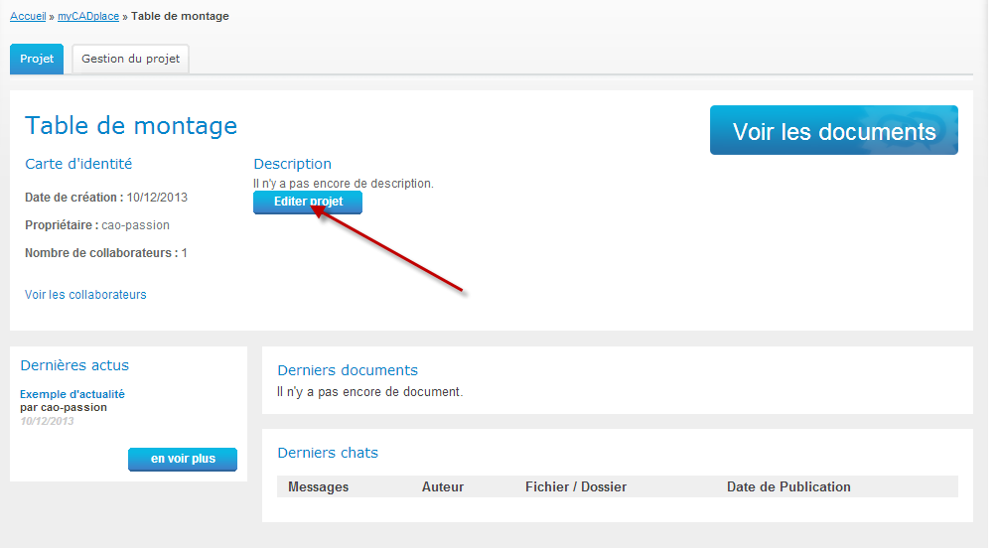 Accueil » myCADplace » Table de montage
Projet
Gestion du projet
Table de montage
Voir les documents
Carte d'identité
Date de création : 10/12/2013
Propriétaire : cao-passion
Nombre de collaborateurs : 1
Voir les collaborateurs
Description
Il n'y a pas encore de description.
Editer projet
Dernières actus
Exemple d'actualité
par cao-passion
10/12/2013
en voir plus
Derniers documents
Il n'y a pas encore de document.
Derniers chats
Messages Auteur Fichier / Dossier Date de Publication